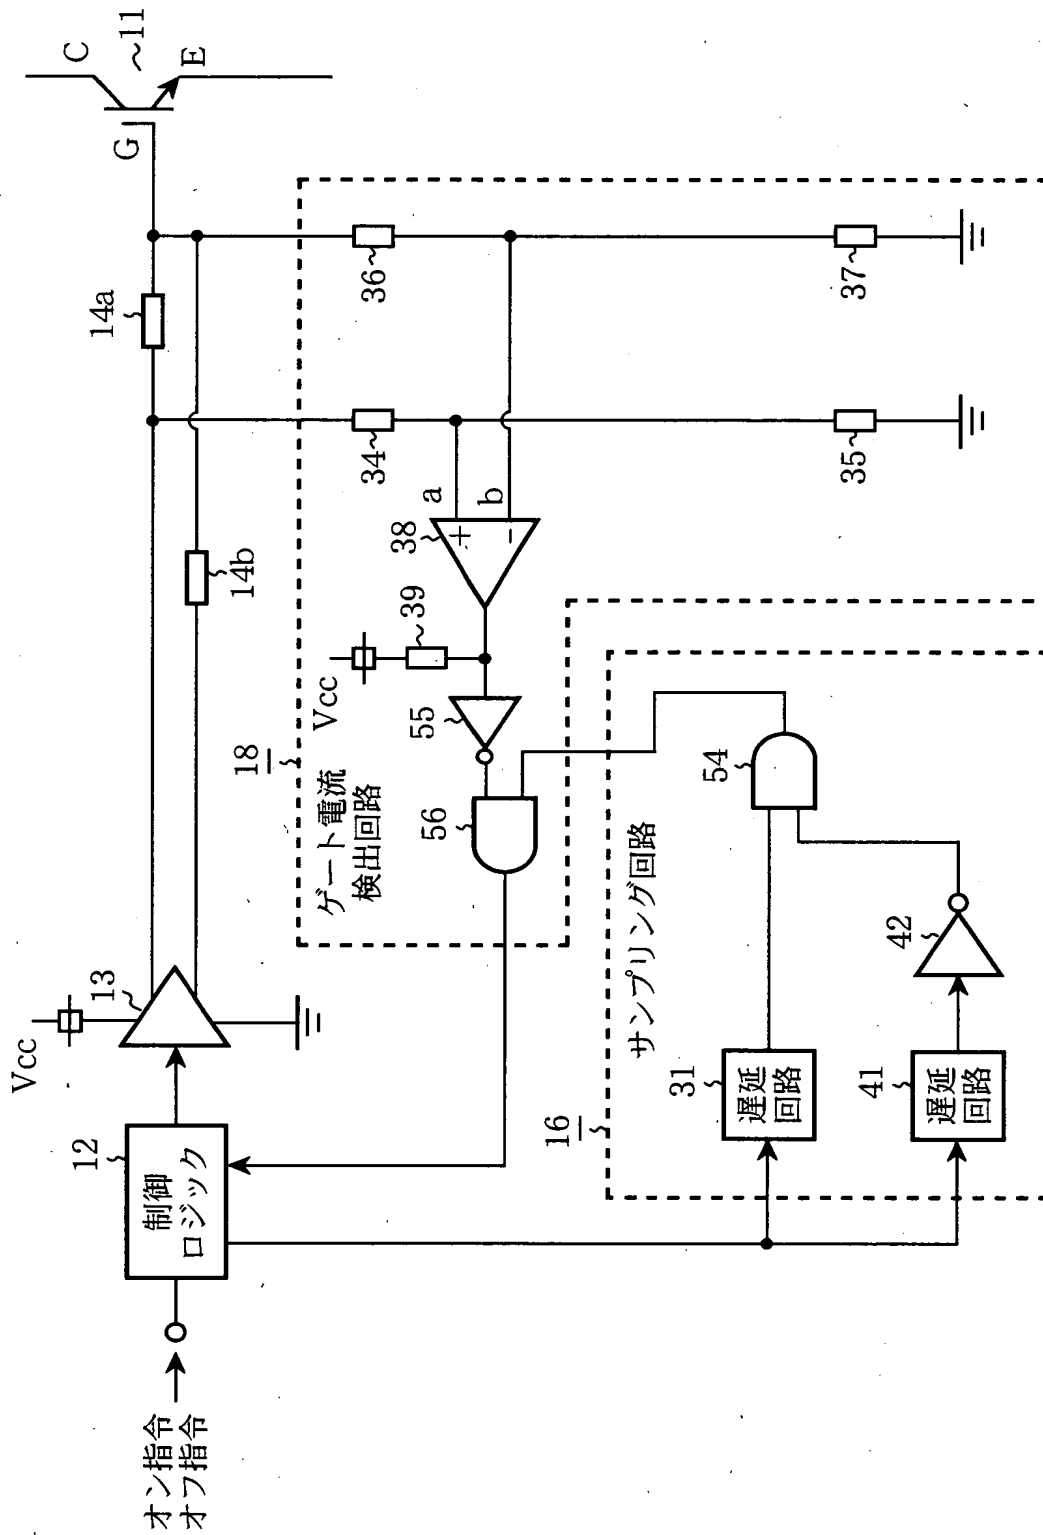 オン指令
オフ指令
12
制御
ロジック
Vcc
13
14a
14b
G
C
11
E
18
ゲート電流
検出回路
Vcc
39
38
+
-
a
b
34
36
35
37
55
56
16
サンプリング回路
31
遅延
回路
41
遅延
回路
42
54